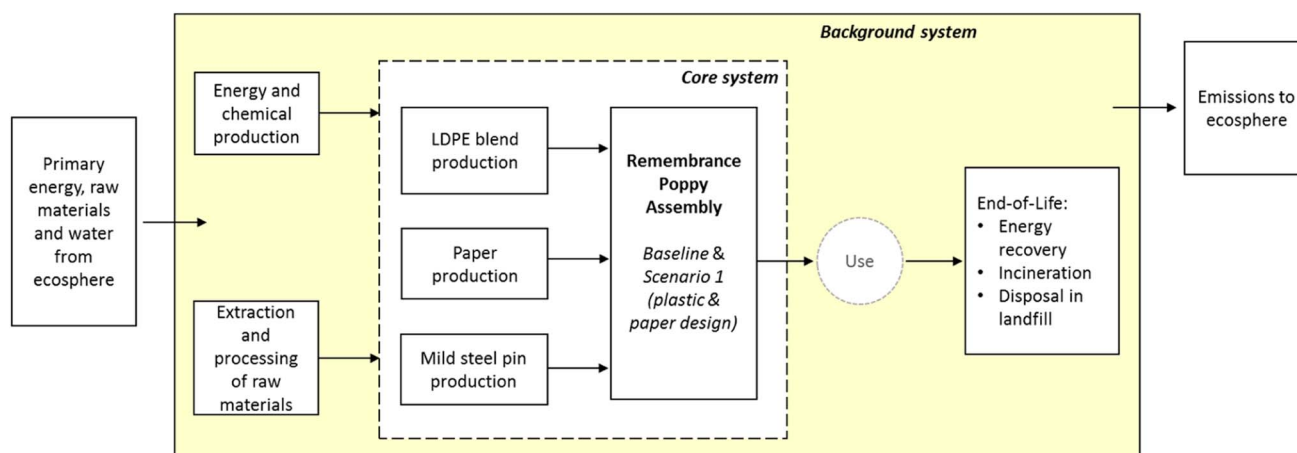 Background system
Core system
Primary
energy, raw
materials
and water
from
ecosphere
Energy and
chemical
production
Extraction
and
processing
of raw
materials
LDPE blend
production
Paper
production
Mild steel pin
production
Remembrance
Poppy
Assembly
Baseline &
Scenario 1
(plastic &
paper design)
Use
End-of-Life:
• Energy
recovery
• Incineration
• Disposal in
landfill
Emissions to
ecosphere